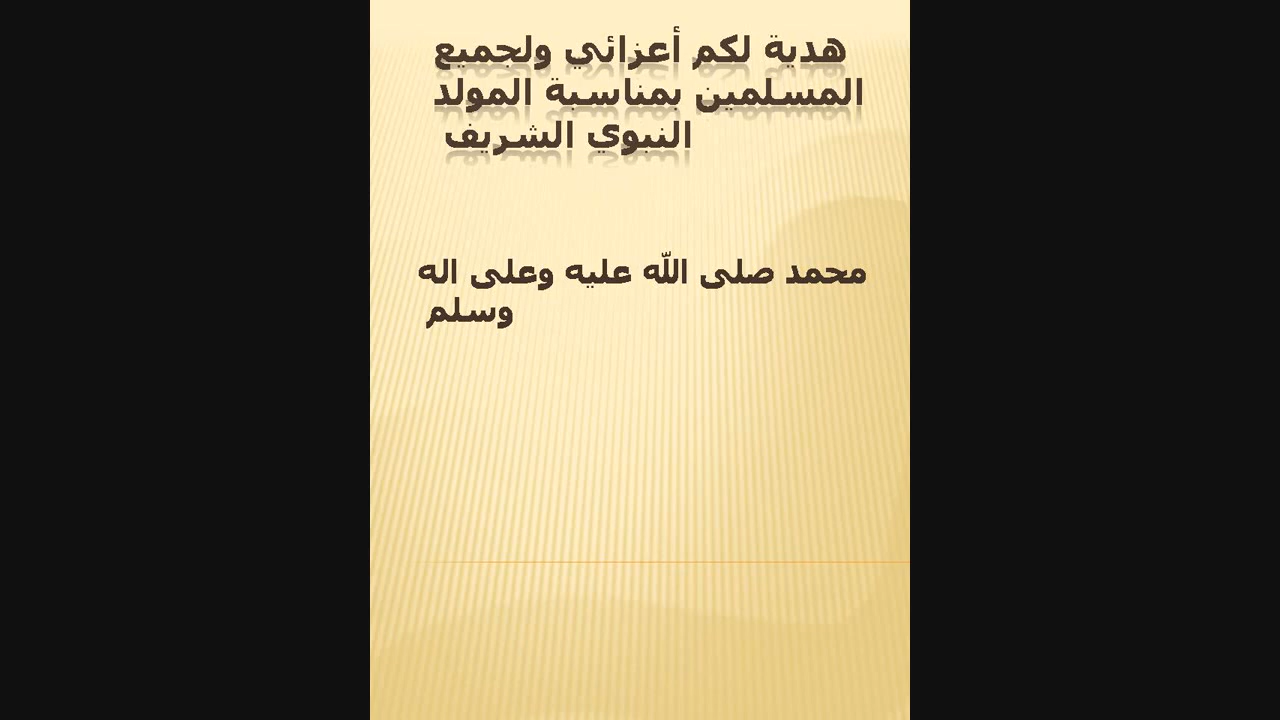 هدية لكم أعزائي ولجميع
المسلمين بمناسبة المولد
النبوي الشريف
محمد صلى الله عليه وعلى اله
وسلم